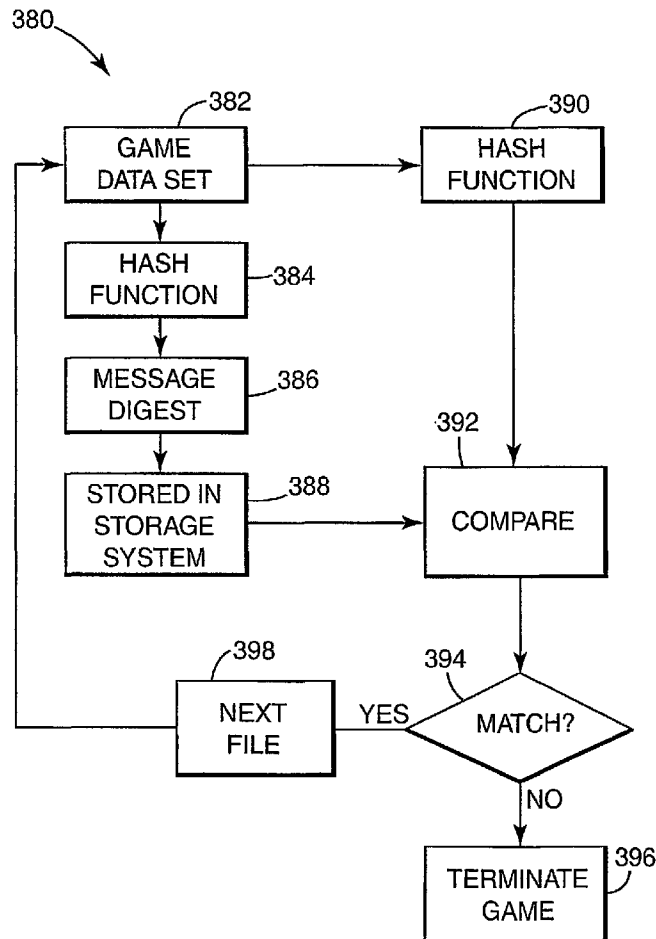 380
382
GAME
DATA SET
390
HASH
FUNCTION
HASH
FUNCTION
384
MESSAGE
DIGEST
386
STORED IN
STORAGE
SYSTEM
388
392
COMPARE
394
MATCH?
YES
NO
398
NEXT
FILE
TERMINATE
GAME
396